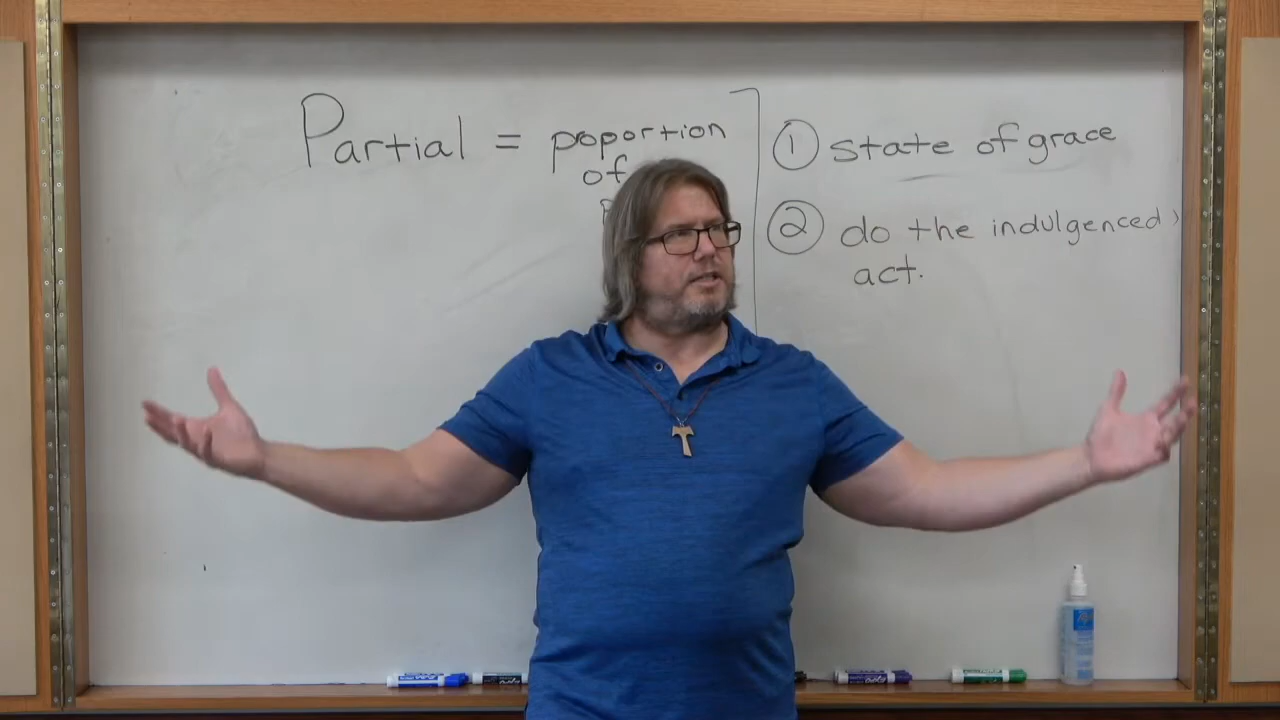 Partial = poportion
of
① state of grace
② do the indulgenced
act.